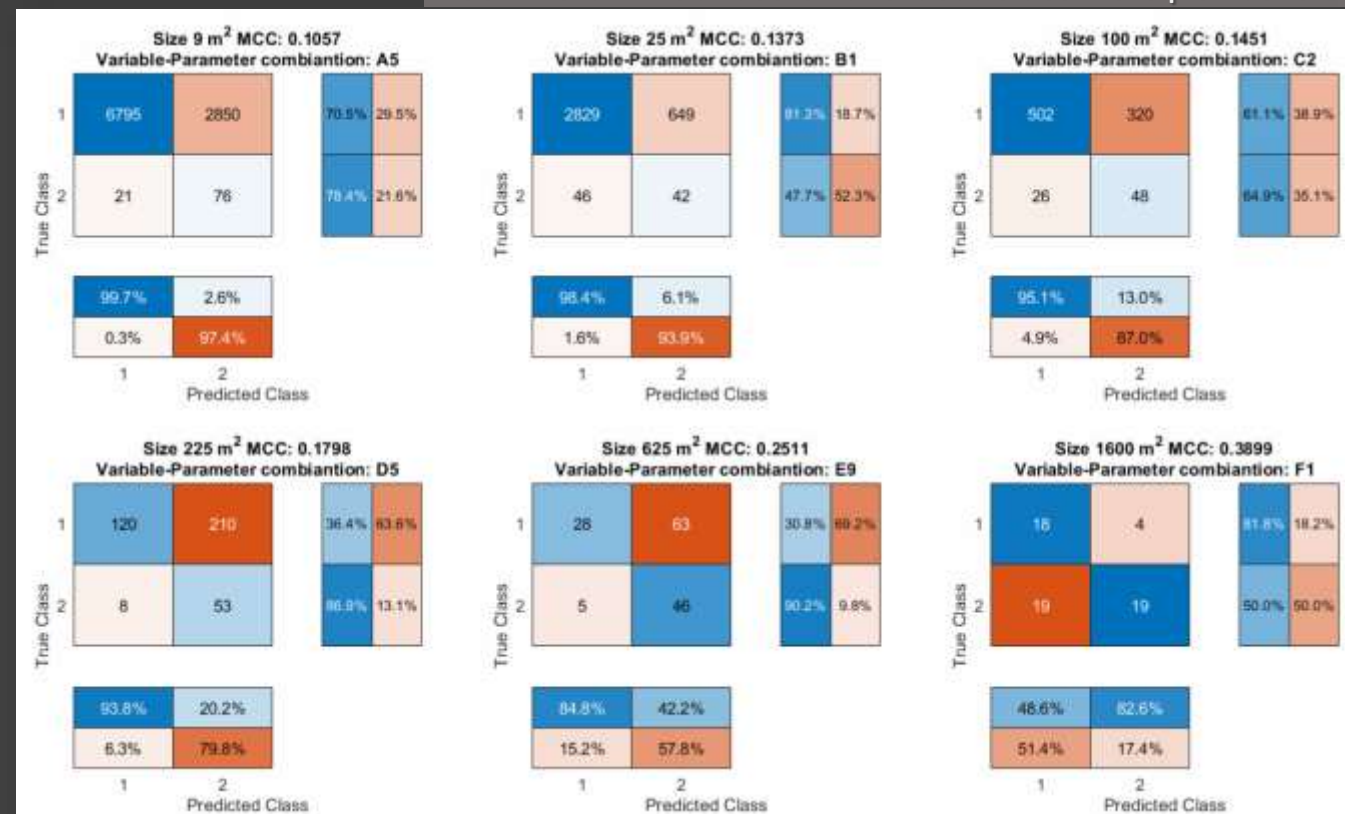 Size 9 m² MCC: 0.1057
Variable-Parameter combiantion: A5
True Class
1 6795 2850 70.5% 29.5%
2 21 76 78.4% 21.6%
99.7% 2.6%
0.3% 97.4%
1 2
Predicted Class
Size 25 m² MCC: 0.1373
Variable-Parameter combiantion: B1
True Class
1 2829 649 81.3% 18.7%
2 46 42 47.7% 52.3%
98.4% 6.1%
1.6% 93.9%
1 2
Predicted Class
Size 100 m² MCC: 0.1451
Variable-Parameter combiantion: C2
True Class
1 502 320 61.1% 38.9%
2 26 48 64.9% 35.1%
95.1% 13.0%
4.9% 87.0%
1 2
Predicted Class
Size 225 m² MCC: 0.1798
Variable-Parameter combiantion: D5
True Class
1 120 210 36.4% 63.6%
2 8 53 86.9% 13.1%
93.8% 20.2%
6.3% 79.8%
1 2
Predicted Class
Size 625 m² MCC: 0.2511
Variable-Parameter combiantion: E9
True Class
1 28 63 30.8% 69.2%
2 5 46 90.2% 9.8%
84.8% 42.2%
15.2% 57.8%
1 2
Predicted Class
Size 1600 m² MCC: 0.3899
Variable-Parameter combiantion: F1
True Class
1 18 4 81.8% 18.2%
2 19 19 50.0% 50.0%
48.6% 82.6%
51.4% 17.4%
1 2
Predicted Class